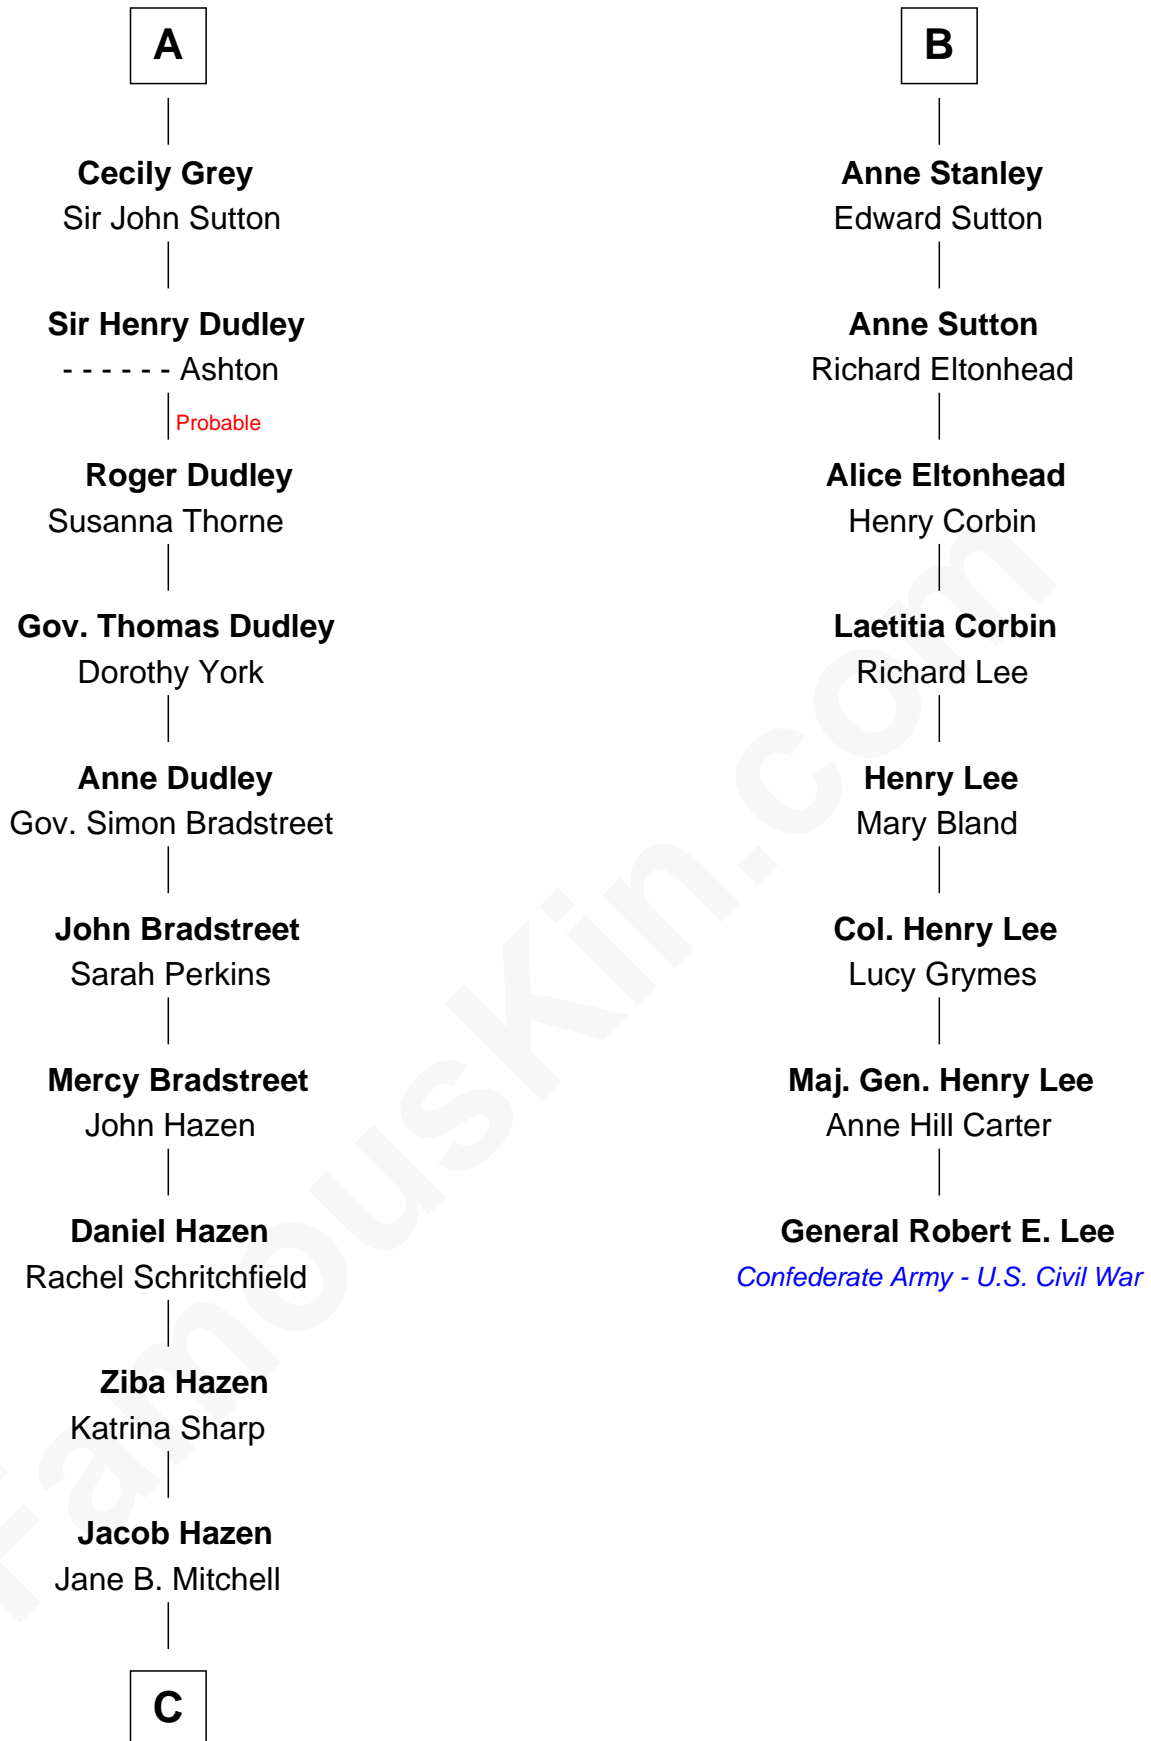 A
Cecily Grey
Sir John Sutton
Sir Henry Dudley
- - - - - - Ashton
Probable
Roger Dudley
Susanna Thorne
Gov. Thomas Dudley
Dorothy York
Anne Dudley
Gov. Simon Bradstreet
John Bradstreet
Sarah Perkins
Mercy Bradstreet
John Hazen
Daniel Hazen
Rachel Schritchfield
Ziba Hazen
Katrina Sharp
Jacob Hazen
Jane B. Mitchell
C
B
Anne Stanley
Edward Sutton
Anne Sutton
Richard Eltonhead
Alice Eltonhead
Henry Corbin
Laetitia Corbin
Richard Lee
Henry Lee
Mary Bland
Col. Henry Lee
Lucy Grymes
Maj. Gen. Henry Lee
Anne Hill Carter
General Robert E. Lee
Confederate Army - U.S. Civil War
FamousKin.com